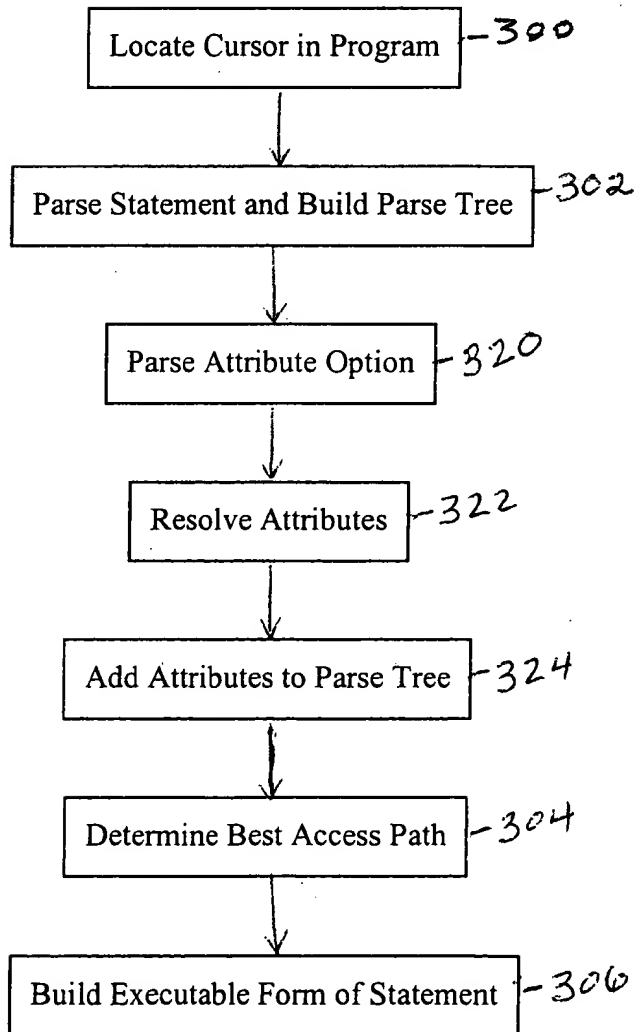 Locate Cursor in Program
300
Parse Statement and Build Parse Tree
302
Parse Attribute Option
320
Resolve Attributes
322
Add Attributes to Parse Tree
324
Determine Best Access Path
304
Build Executable Form of Statement
306